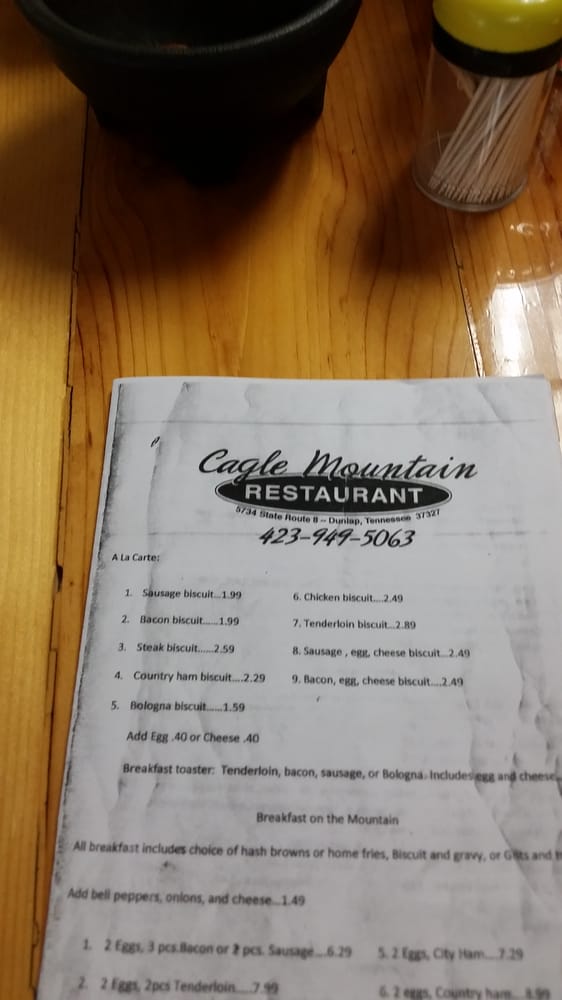 Cagle Mountain
RESTAURANT
5734 State Route 8 – Dunlap, Tennessee 37327
423-949-5063
A La Carte:
1. Sausage biscuit...1.99
2. Bacon biscuit......1.99
3. Steak biscuit......2.59
4. Country ham biscuit....2.29
5. Bologna biscuit......1.59
6. Chicken biscuit....2.49
7. Tenderloin biscuit...2.89
8. Sausage , egg, cheese biscuit...2.49
9. Bacon, egg, cheese biscuit....2.49
Add Egg .40 or Cheese .40
Breakfast toaster: Tenderloin, bacon, sausage, or Bologna. Includes egg and cheese...
Breakfast on the Mountain
All breakfast includes choice of hash browns or home fries, Biscuit and gravy, or Grits and
Add bell peppers, onions, and cheese...1.49
1. 2 Eggs, 3 pcs.Bacon or 2 pcs. Sausage....6.29
2. 2 Eggs, 2pcs Tenderloin.....7.99
5. 2 Eggs, City Ham....7.29
6. 2 eggs, Country ham...8.99